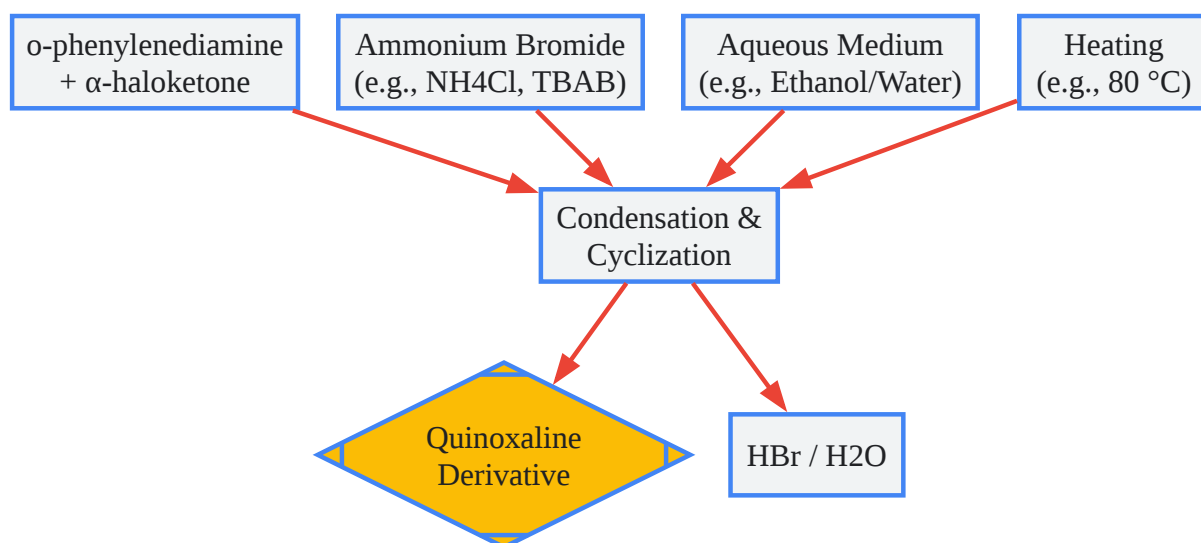 o-phenylenediamine
+ α-haloketone
Ammonium Bromide
(e.g., NH4Cl, TBAB)
Aqueous Medium
(e.g., Ethanol/Water)
Heating
(e.g., 80 °C)
Condensation &
Cyclization
Quinoxaline
Derivative
HBr / H2O